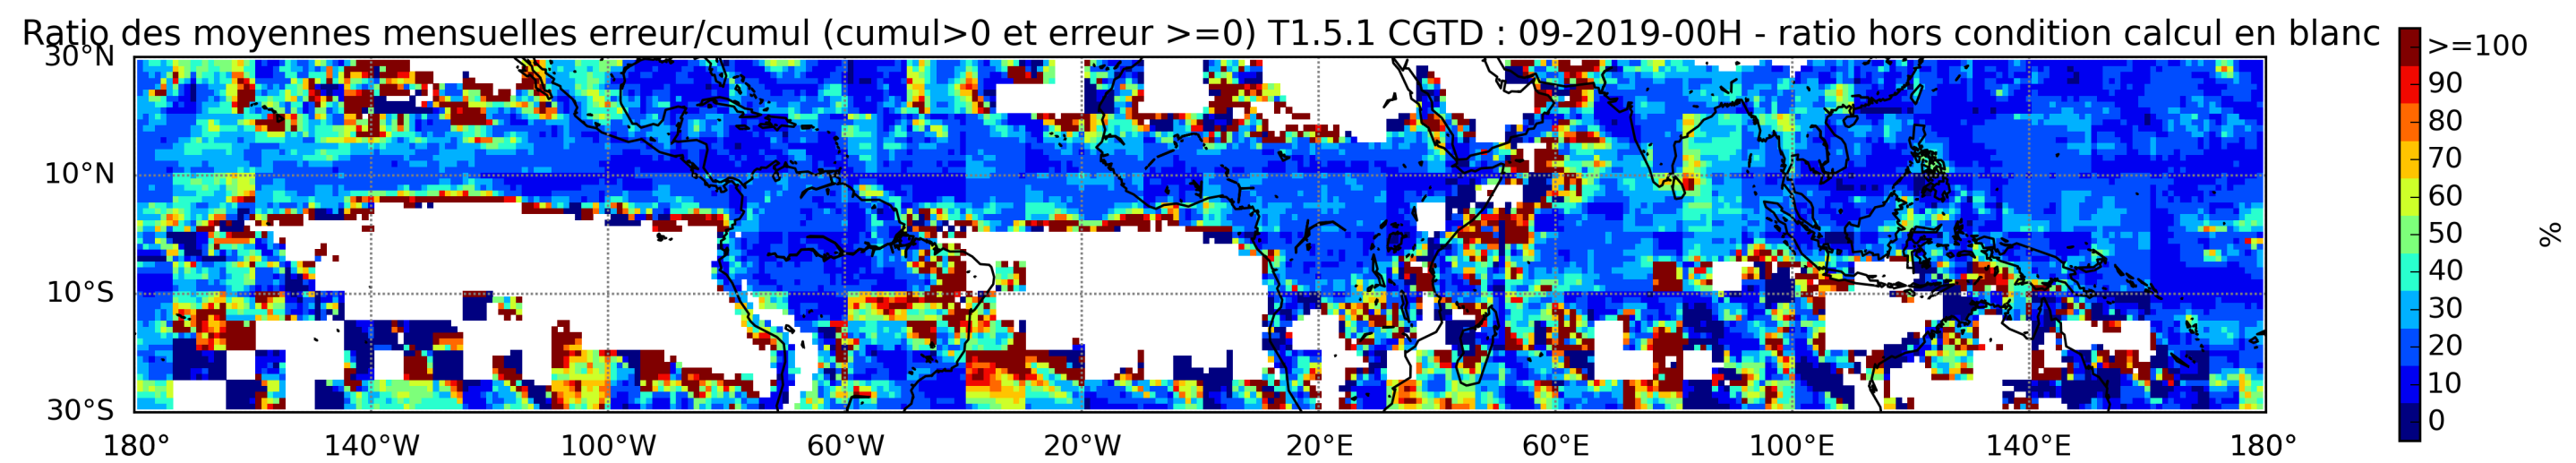 Ratio des moyennes mensuelles erreur/cumul (cumul>0 et erreur >=0) T1.5.1 CGTD : 09-2019-00H - ratio hors condition calcul en blanc
30°N
10°N
10°S
30°S
180° 140°W 100°W 60°W 20°W 20°E 60°E 100°E 140°E 180°
>=100
90
80
70
60
50
40
30
20
10
0
%